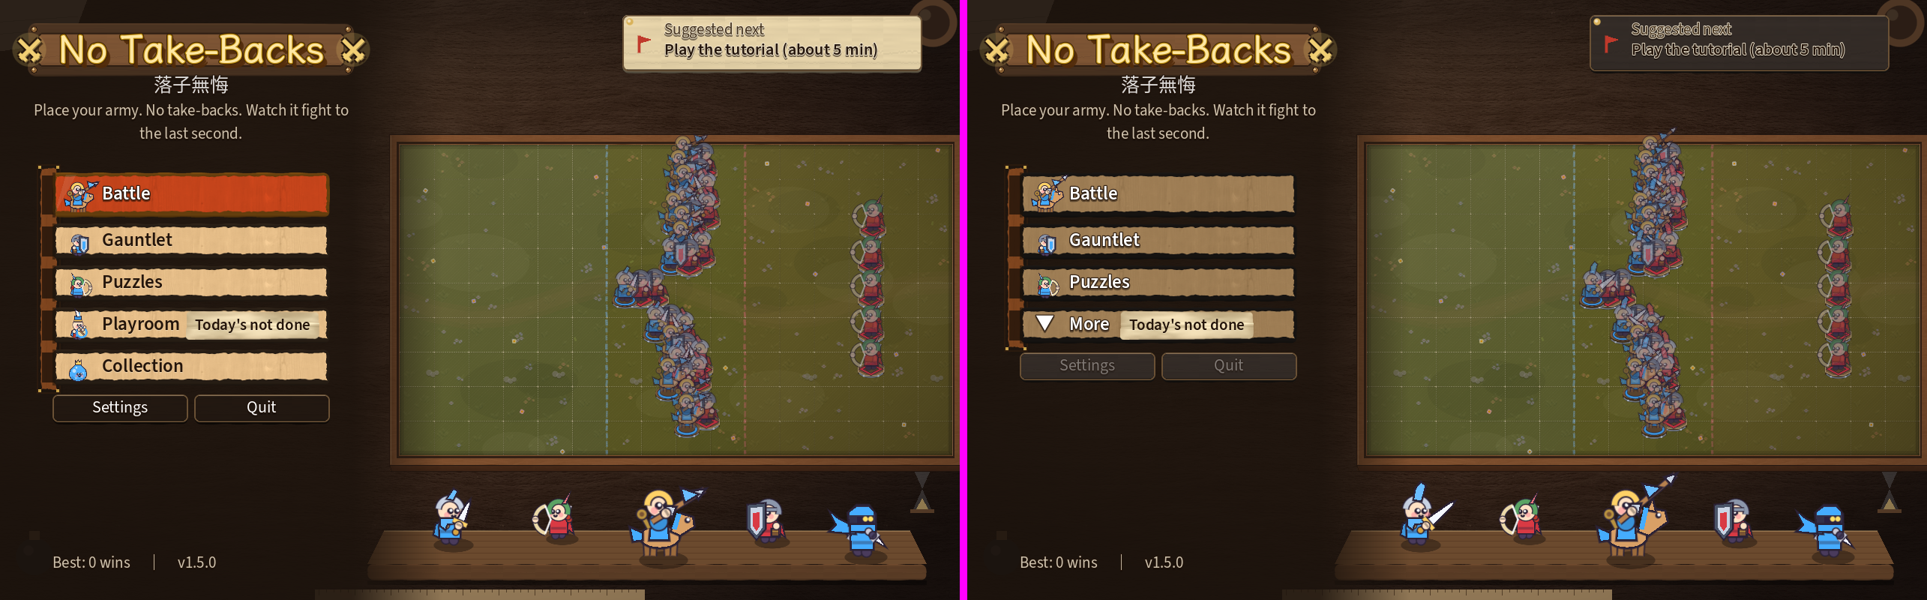 No Take-Backs
落子無悔
Place your army. No take-backs. Watch it fight to
the last second.
Suggested next
Play the tutorial (about 5 min)
Battle
Gauntlet
Puzzles
Playroom Today's not done
Collection
Settings Quit
Best: 0 wins | v1.5.0
No Take-Backs
落子無悔
Place your army. No take-backs. Watch it fight to
the last second.
Suggested next
Play the tutorial (about 5 min)
Battle
Gauntlet
Puzzles
More Today's not done
Settings Quit
Best: 0 wins | v1.5.0